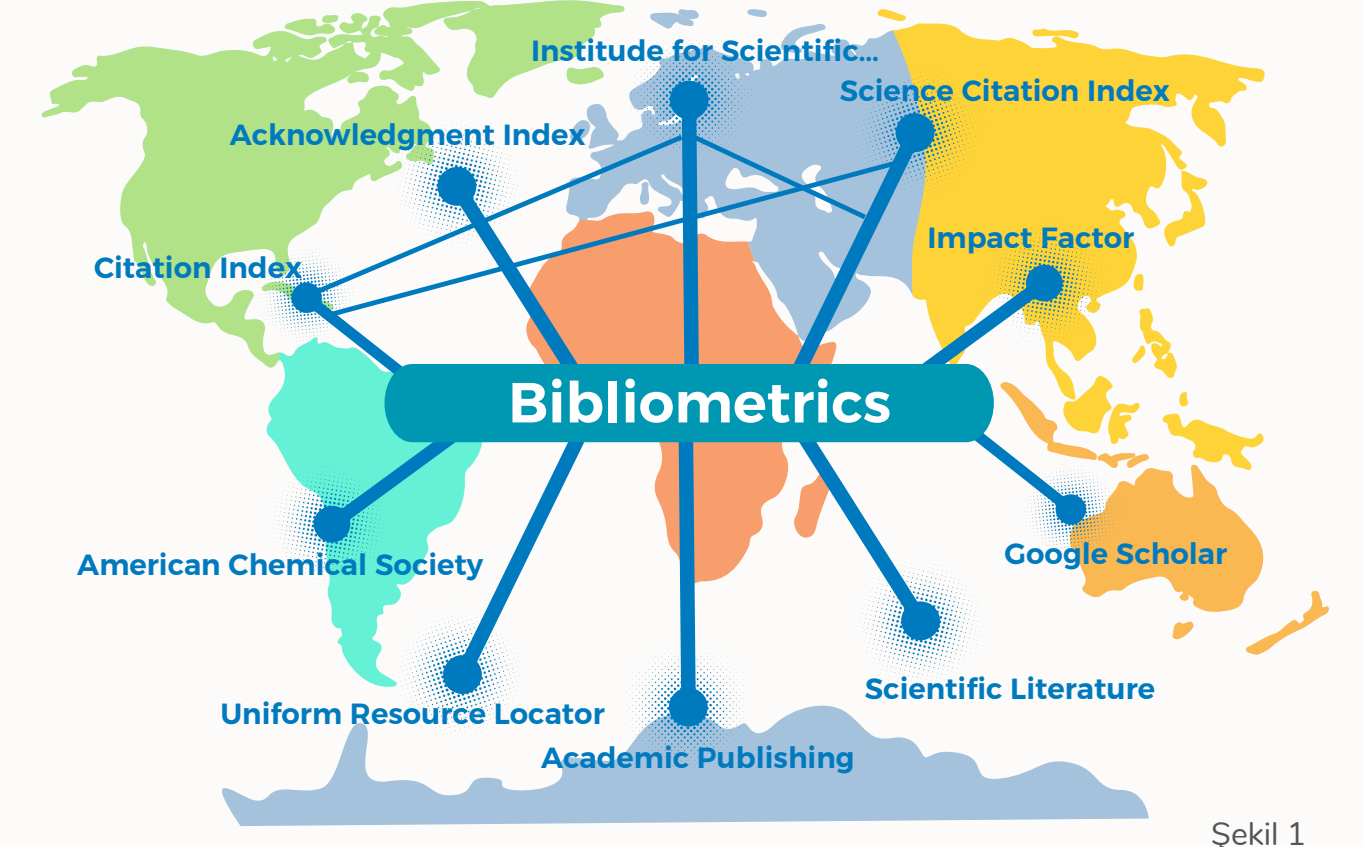 Institude for Scientific...
Science Citation Index
Acknowledgment Index
Impact Factor
Citation Index
Bibliometrics
American Chemical Society
Google Scholar
Scientific Literature
Uniform Resource Locator
Academic Publishing
Şekil 1